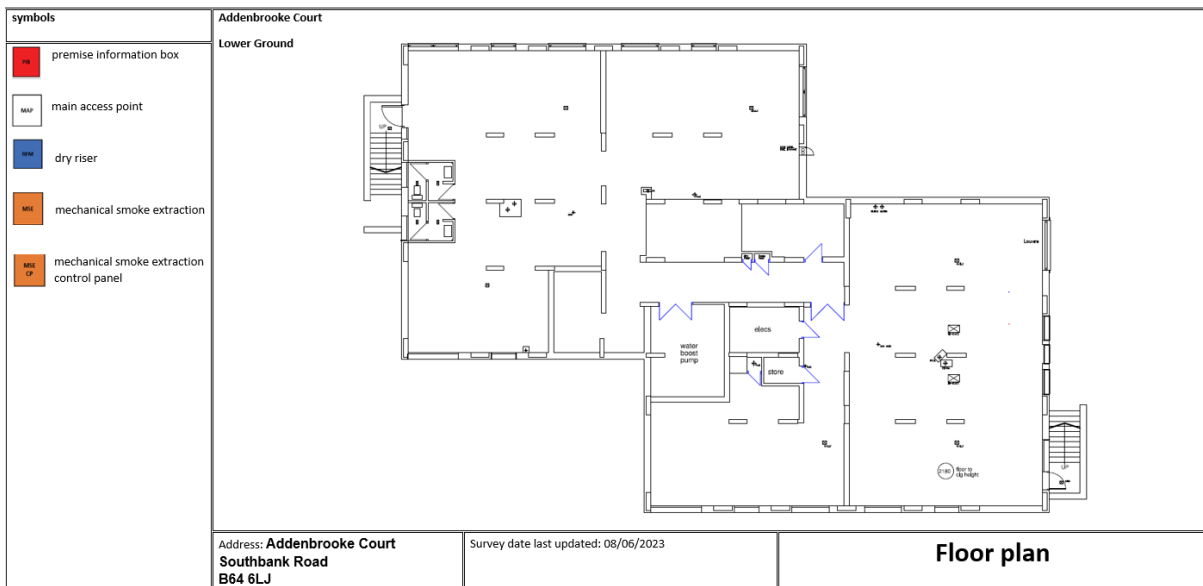 symbols
PIB
premise information box
MAP
main access point
RFM
dry riser
MSE
mechanical smoke extraction
MSE
CP
mechanical smoke extraction
control panel
Addenbrooke Court
Lower Ground
UP
elecs
water
boost
pump
store
Louvre
2180
floor to
clg height
UP
Address: Addenbrooke Court
Southbank Road
B64 6LJ
Survey date last updated: 08/06/2023
Floor plan